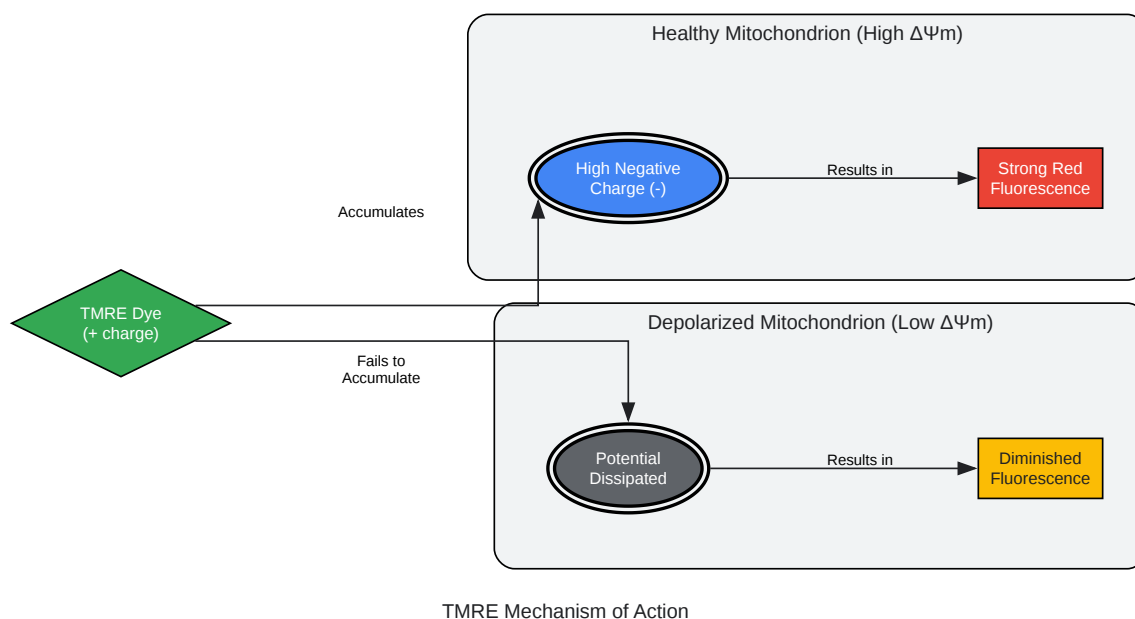 Healthy Mitochondrion (High ΔΨm)
High Negative
Charge (-)
Results in
Strong Red
Fluorescence
Accumulates
TMRE Dye
(+ charge)
Depolarized Mitochondrion (Low ΔΨm)
Fails to
Accumulate
Potential
Dissipated
Results in
Diminished
Fluorescence
TMRE Mechanism of Action